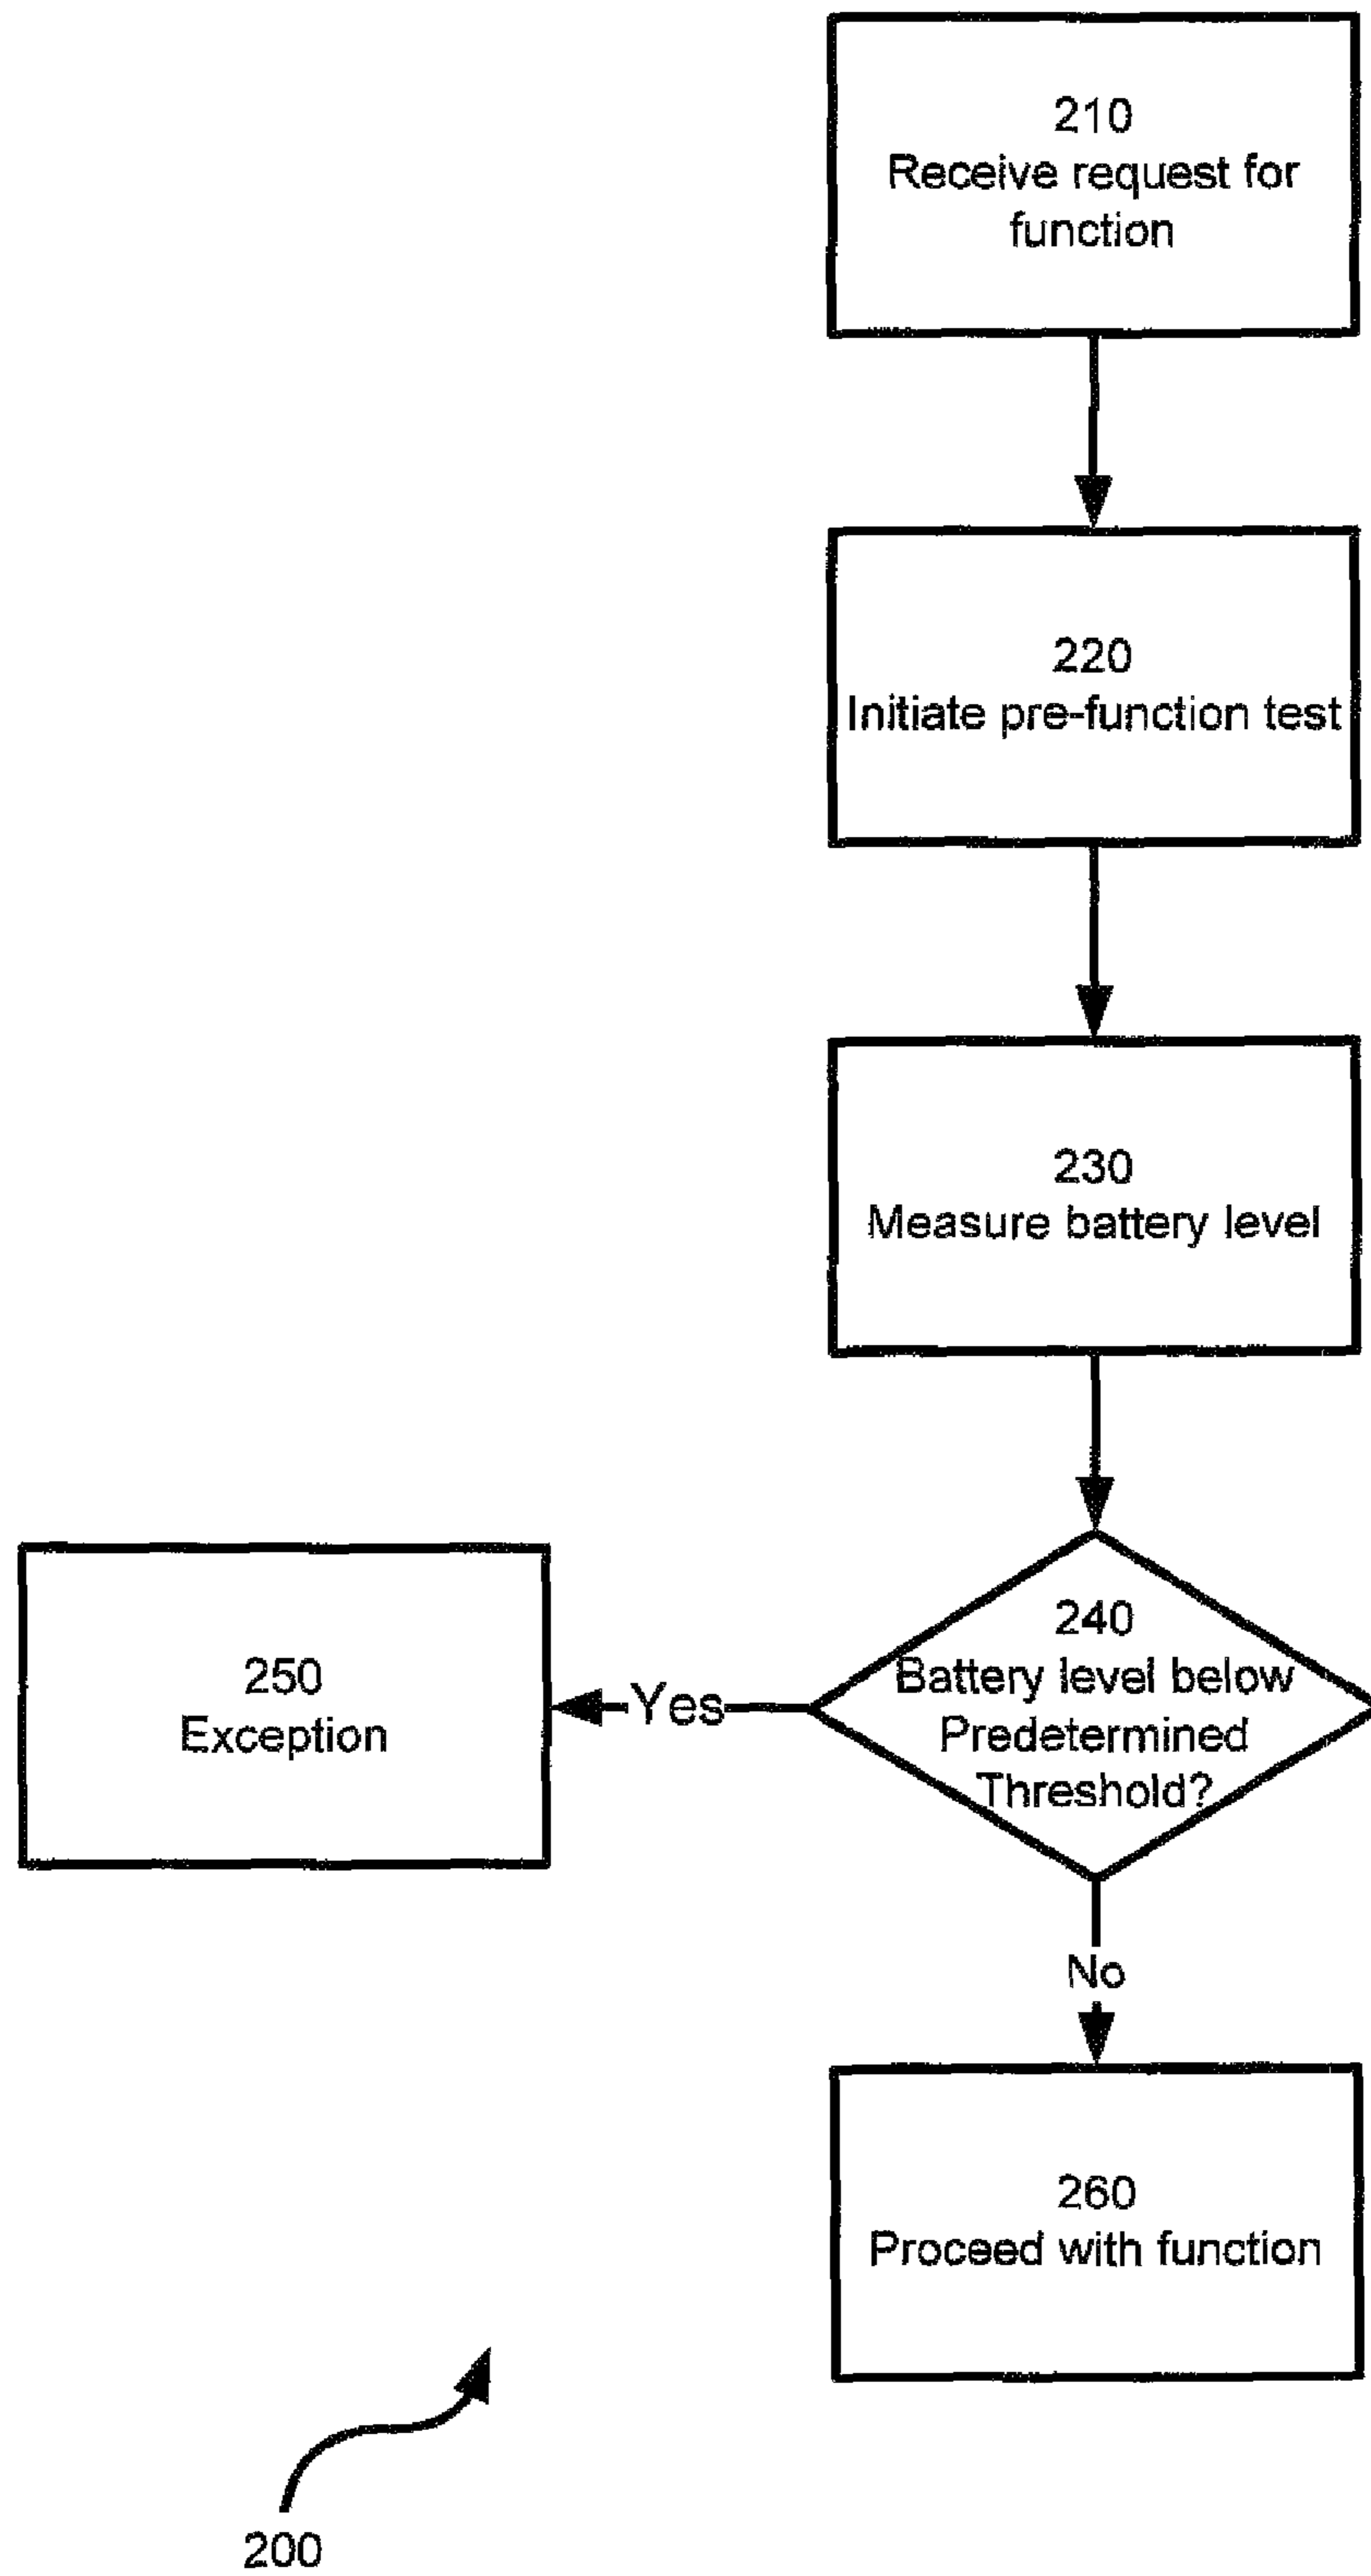 210
Receive request for
function
220
Initiate pre-function test
230
Measure battery level
240
Battery level below
Predetermined
Threshold?
Yes
250
Exception
No
260
Proceed with function
200